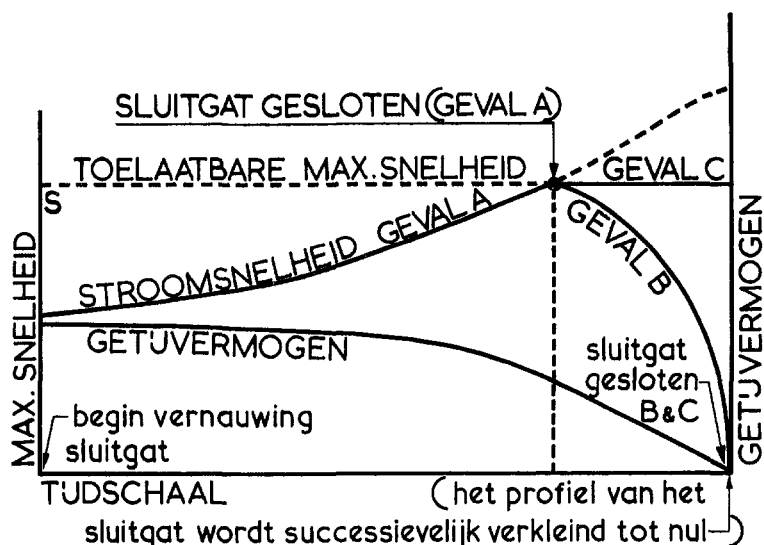 SLUITGAT GESLOTEN (GEVAL A)
TOELAATBARE MAX. SNELHEID
GEVAL C
S
STROOMSNELHEID GEVAL A
GEVAL B
GETIJVERMOGEN
MAX. SNELHEID
GETIJVERMOGEN
sluitgat
gesloten
B&C
begin vernauwing
sluitgat
TIJDSCHAAL
(het profiel van het
sluitgat wordt successievelijk verkleind tot nul)